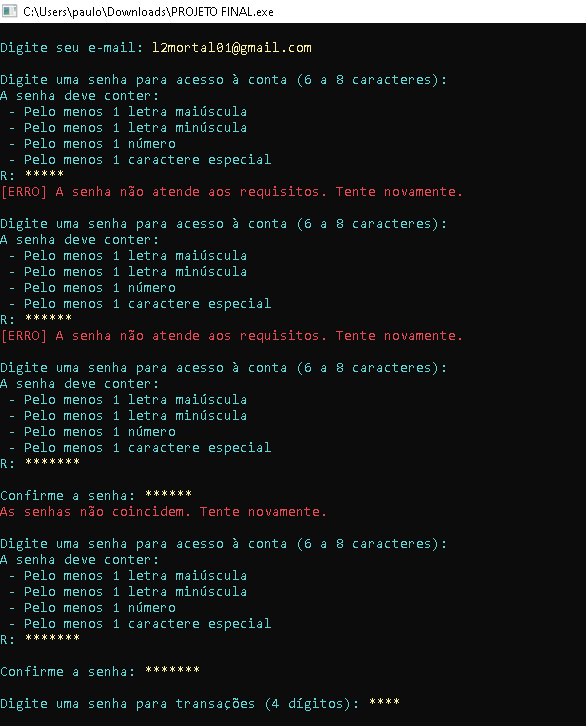 C:\Users\paulo\Downloads\PROJETO FINAL.exe
Digite seu e-mail: l2mortal01@gmail.com
Digite uma senha para acesso à conta (6 a 8 caracteres):
A senha deve conter:
- Pelo menos 1 letra maiúscula
- Pelo menos 1 letra minúscula
- Pelo menos 1 número
- Pelo menos 1 caractere especial
R: *****
[ERRO] A senha não atende aos requisitos. Tente novamente.
Digite uma senha para acesso à conta (6 a 8 caracteres):
A senha deve conter:
- Pelo menos 1 letra maiúscula
- Pelo menos 1 letra minúscula
- Pelo menos 1 número
- Pelo menos 1 caractere especial
R: ******
[ERRO] A senha não atende aos requisitos. Tente novamente.
Digite uma senha para acesso à conta (6 a 8 caracteres):
A senha deve conter:
- Pelo menos 1 letra maiúscula
- Pelo menos 1 letra minúscula
- Pelo menos 1 número
- Pelo menos 1 caractere especial
R: *******
Confirme a senha: ******
As senhas não coincidem. Tente novamente.
Digite uma senha para acesso à conta (6 a 8 caracteres):
A senha deve conter:
- Pelo menos 1 letra maiúscula
- Pelo menos 1 letra minúscula
- Pelo menos 1 número
- Pelo menos 1 caractere especial
R: *******
Confirme a senha: *******
Digite uma senha para transações (4 dígitos): ****